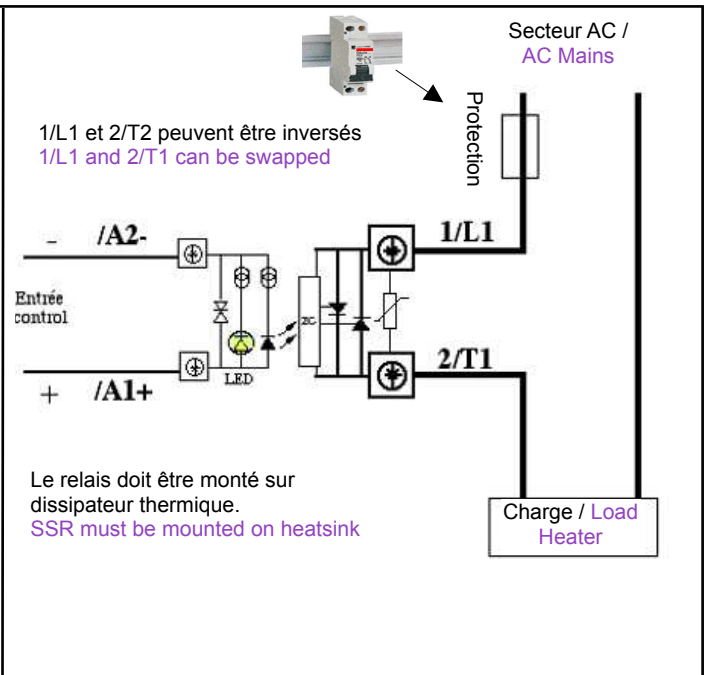 Secteur AC /
AC Mains
Protection
1/L1 et 2/T2 peuvent être inversés
1/L1 and 2/T1 can be swapped
- /A2-
1/L1
Entrée
control
ZC
LED
+ /A1+
2/T1
Le relais doit être monté sur
dissipateur thermique.
SSR must be mounted on heatsink
Charge / Load
Heater